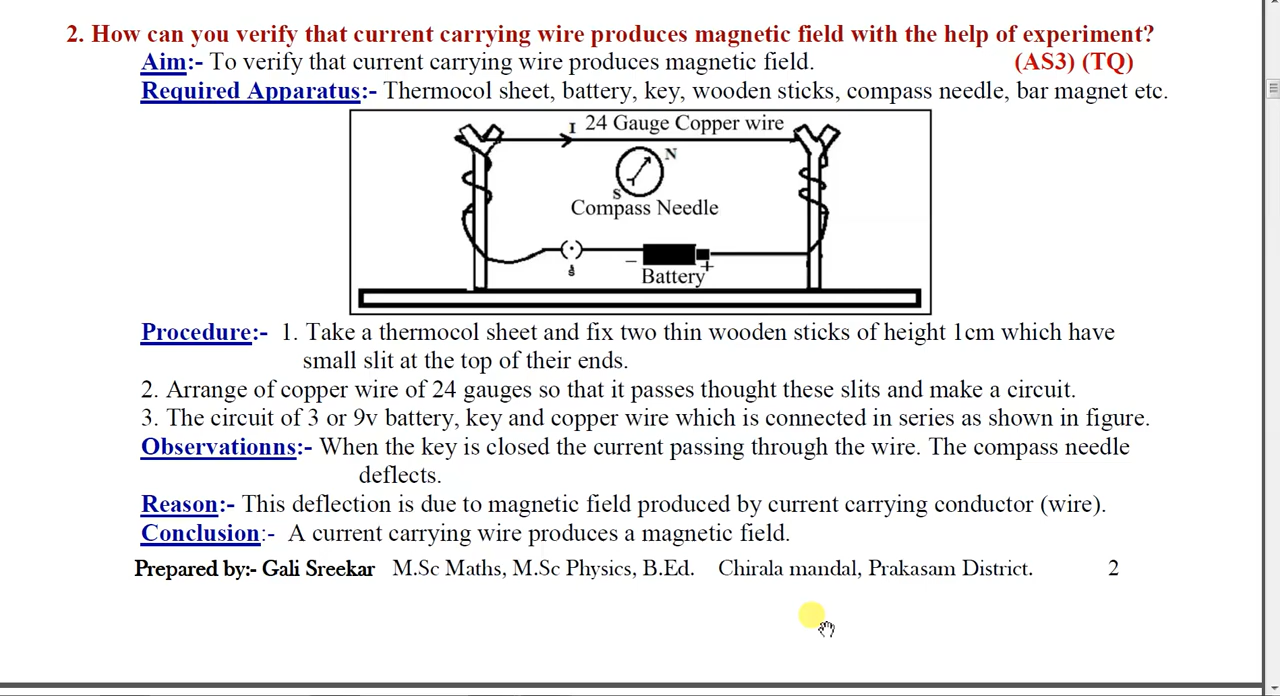 2. How can you verify that current carrying wire produces magnetic field with the help of experiment?
Aim:- To verify that current carrying wire produces magnetic field. (AS3) (TQ)
Required Apparatus:- Thermocol sheet, battery, key, wooden sticks, compass needle, bar magnet etc.
I 24 Gauge Copper wire
N
S
Compass Needle
− +
Battery
Procedure:- 1. Take a thermocol sheet and fix two thin wooden sticks of height 1cm which have
small slit at the top of their ends.
2. Arrange of copper wire of 24 gauges so that it passes thought these slits and make a circuit.
3. The circuit of 3 or 9v battery, key and copper wire which is connected in series as shown in figure.
Observationns:- When the key is closed the current passing through the wire. The compass needle
deflects.
Reason:- This deflection is due to magnetic field produced by current carrying conductor (wire).
Conclusion:- A current carrying wire produces a magnetic field.
Prepared by:- Gali Sreekar M.Sc Maths, M.Sc Physics, B.Ed. Chirala mandal, Prakasam District. 2